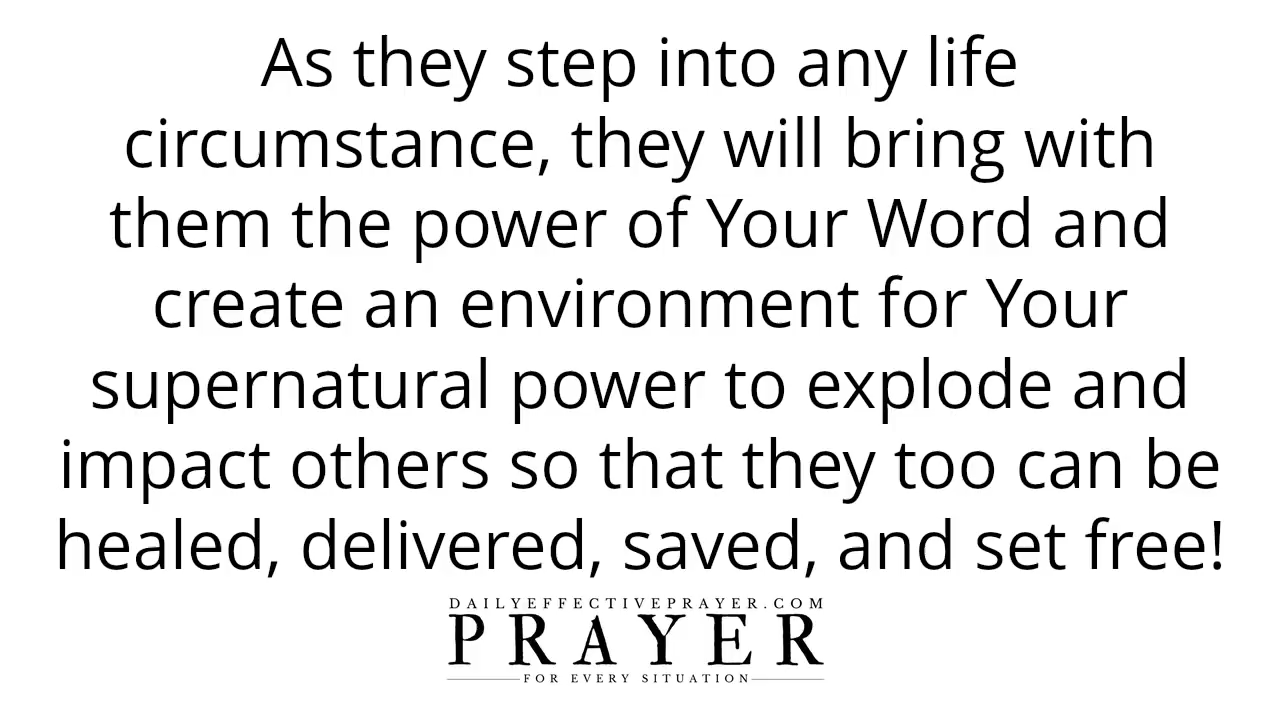 As they step into any life
circumstance, they will bring with
them the power of Your Word and
create an environment for Your
supernatural power to explode and
impact others so that they too can be
healed, delivered, saved, and set free!
DAILYEFFECTIVEPRAYER.COM
PRAYER
FOR EVERY SITUATION